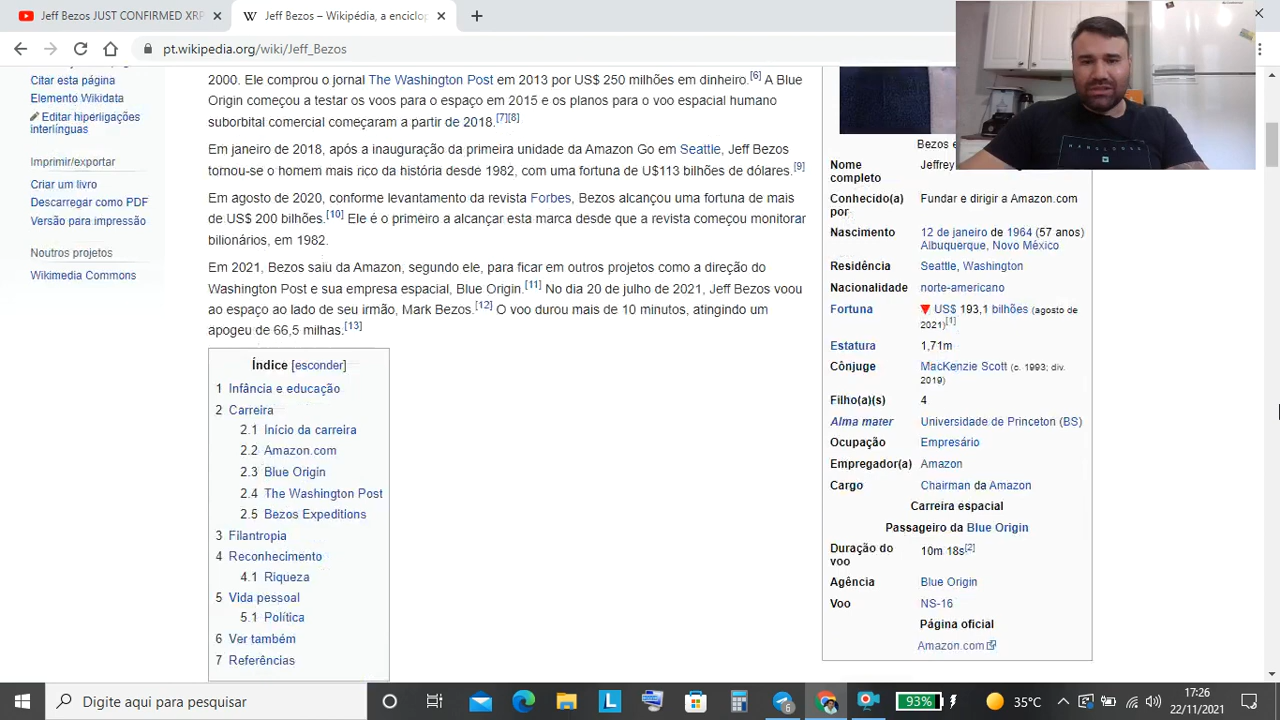 Jeff Bezos JUST CONFIRMED XRP
Jeff Bezos – Wikipédia, a enciclop
pt.wikipedia.org/wiki/Jeff_Bezos
Citar esta página
Elemento Wikidata
Editar hiperligações
interlínguas
Imprimir/exportar
Criar um livro
Descarregar como PDF
Versão para impressão
Noutros projetos
Wikimedia Commons
2000. Ele comprou o jornal The Washington Post em 2013 por US$ 250 milhões em dinheiro.[6] A Blue
Origin começou a testar os voos para o espaço em 2015 e os planos para o voo espacial humano
suborbital comercial começaram a partir de 2018.[7][8]
Em janeiro de 2018, após a inauguração da primeira unidade da Amazon Go em Seattle, Jeff Bezos
tornou-se o homem mais riço da história desde 1982, com uma fortuna de U$113 bilhões de dólares.[9]
Em agosto de 2020, conforme levantamento da revista Forbes, Bezos alcançou uma fortuna de mais
de US$ 200 bilhões.[10] Ele é o primeiro a alcançar esta marca desde que a revista começou monitorar
bilionários, em 1982.
Em 2021, Bezos saiu da Amazon, segundo ele, para ficar em outros projetos como a direção do
Washington Post e sua empresa espacial, Blue Origin.[11] No dia 20 de julho de 2021, Jeff Bezos voou
ao espaço ao lado de seu irmão, Mark Bezos.[12] O voo durou mais de 10 minutos, atingindo um
apogeu de 66,5 milhas.[13]
Índice [esconder]
1 Infância e educação
2 Carreira
2.1 Início da carreira
2.2 Amazon.com
2.3 Blue Origin
2.4 The Washington Post
2.5 Bezos Expeditions
3 Filantropia
4 Reconhecimento
4.1 Riqueza
5 Vida pessoal
5.1 Política
6 Ver também
7 Referências
Bezos e
Nome Jeffrey
completo
Conhecido(a) Fundar e dirigir a Amazon.com
por
Nascimento 12 de janeiro de 1964 (57 anos)
Albuquerque, Novo México
Residência Seattle, Washington
Nacionalidade norte-americano
Fortuna ▼ US$ 193,1 bilhões (agosto de
2021)[1]
Estatura 1,71m
Cônjuge MacKenzie Scott (c. 1993; div.
2019)
Filho(a)(s) 4
Alma mater Universidade de Princeton (BS)
Ocupação Empresário
Empregador(a) Amazon
Cargo Chairman da Amazon
Carreira espacial
Passageiro da Blue Origin
Duração do 10m 18s[2]
voo
Agência Blue Origin
Voo NS-16
Página oficial
Amazon.com
Digite aqui para pesquisar
93%
35°C
17:26
22/11/2021